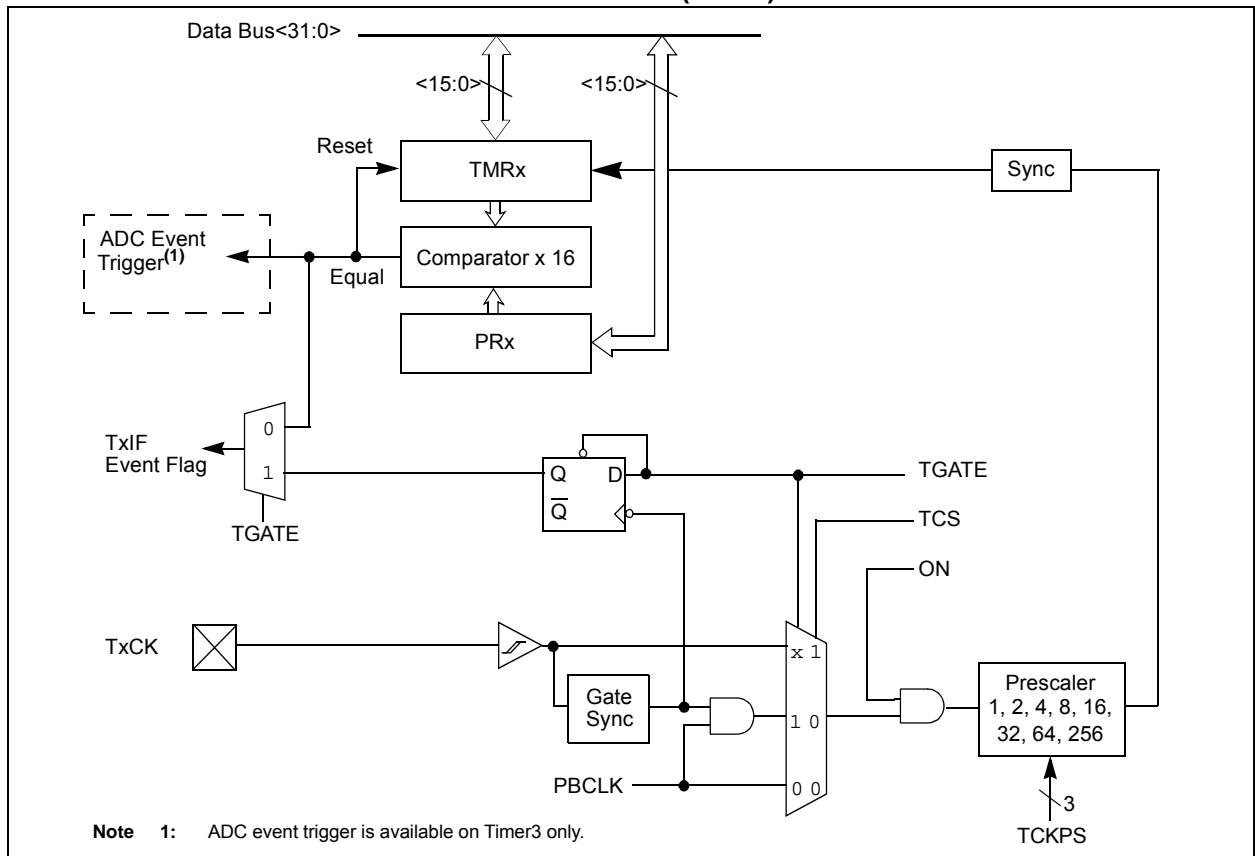 Data Bus<31:0>
<15:0>
<15:0>
Reset
TMRx
Sync
ADC Event
Trigger(1)
Equal
Comparator x 16
PRx
0
1
TxIF
Event Flag
TGATE
Q
D
Q
TGATE
TCS
ON
TxCK
x 1
Gate
Sync
1 0
Prescaler
1, 2, 4, 8, 16,
32, 64, 256
PBCLK
0 0
3
TCKPS
Note 1: ADC event trigger is available on Timer3 only.